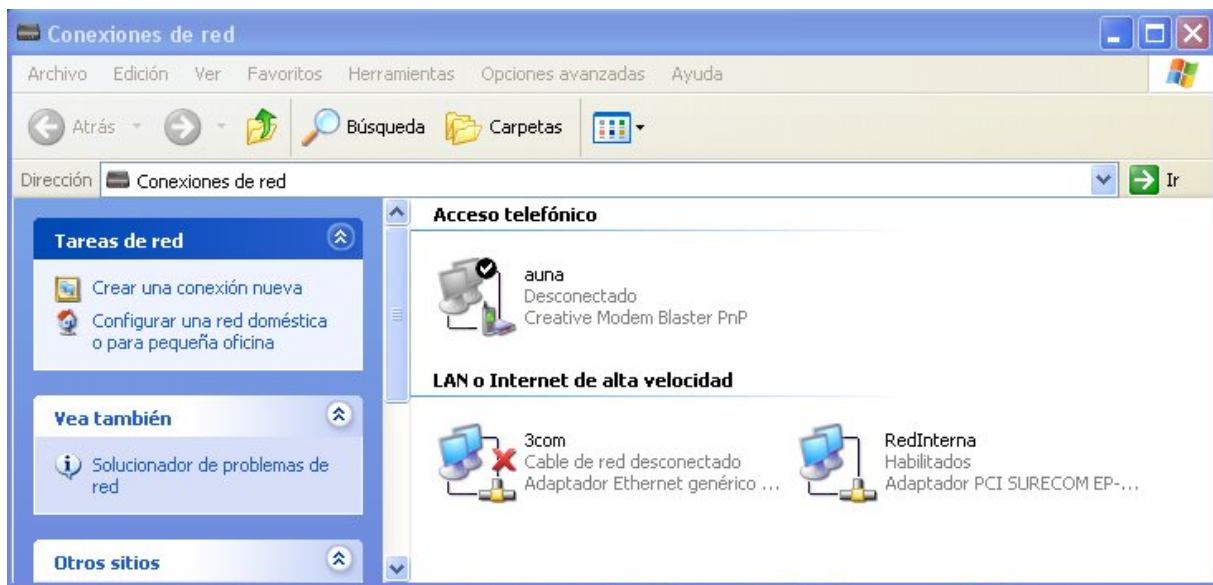 Conexiones de red
Archivo Edición Ver Favoritos Herramientas Opciones avanzadas Ayuda
Atrás Búsqueda Carpetas
Dirección Conexiones de red Ir
Tareas de red
Crear una conexión nueva
Configurar una red doméstica
o para pequeña oficina
Vea también
Solucionador de problemas de
red
Otros sitios
Acceso telefónico
auna
Desconectado
Creative Modem Blaster PnP
LAN o Internet de alta velocidad
3com
Cable de red desconectado
Adaptador Ethernet genérico ...
RedInterna
Habilitados
Adaptador PCI SURECOM EP-...